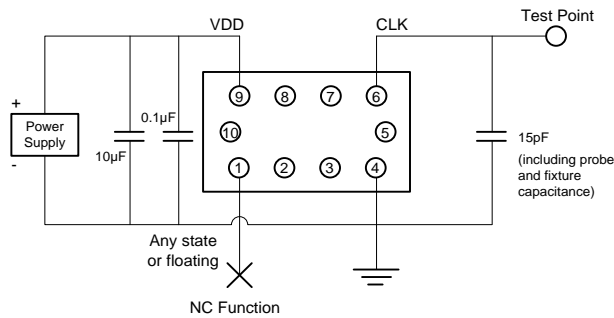 VDD
CLK
Test Point
+
Power
Supply
-
10µF
0.1µF
9
8
7
6
10
5
1
2
3
4
15pF
(including probe
and fixture
capacitance)
Any state
or floating
NC Function